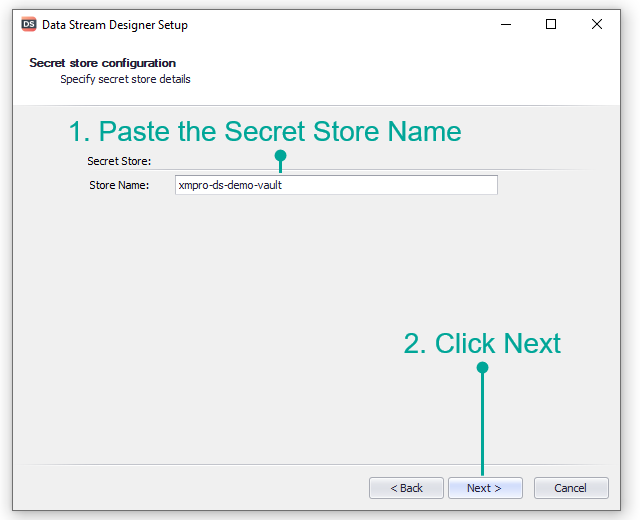 DS Data Stream Designer Setup
Secret store configuration
Specify secret store details
1. Paste the Secret Store Name
Secret Store:
Store Name: xmpro-ds-demo-vault
2. Click Next
< Back Next > Cancel